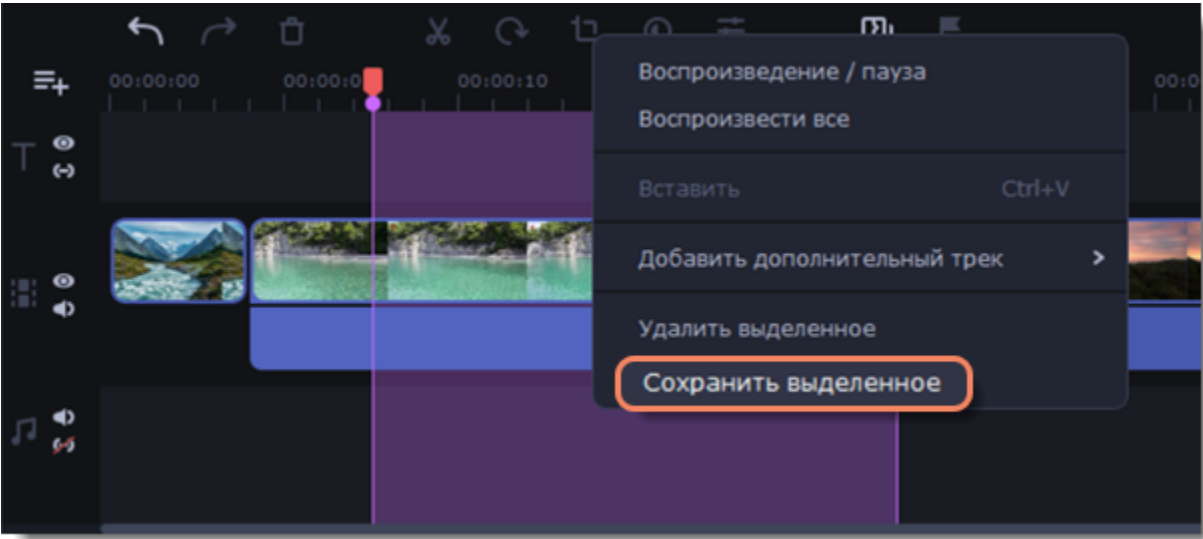 00:00:00 00:00:0 00:00:10 00:0
Воспроизведение / пауза
Воспроизвести все
Вставить Ctrl+V
Добавить дополнительный трек >
Удалить выделенное
Сохранить выделенное
T